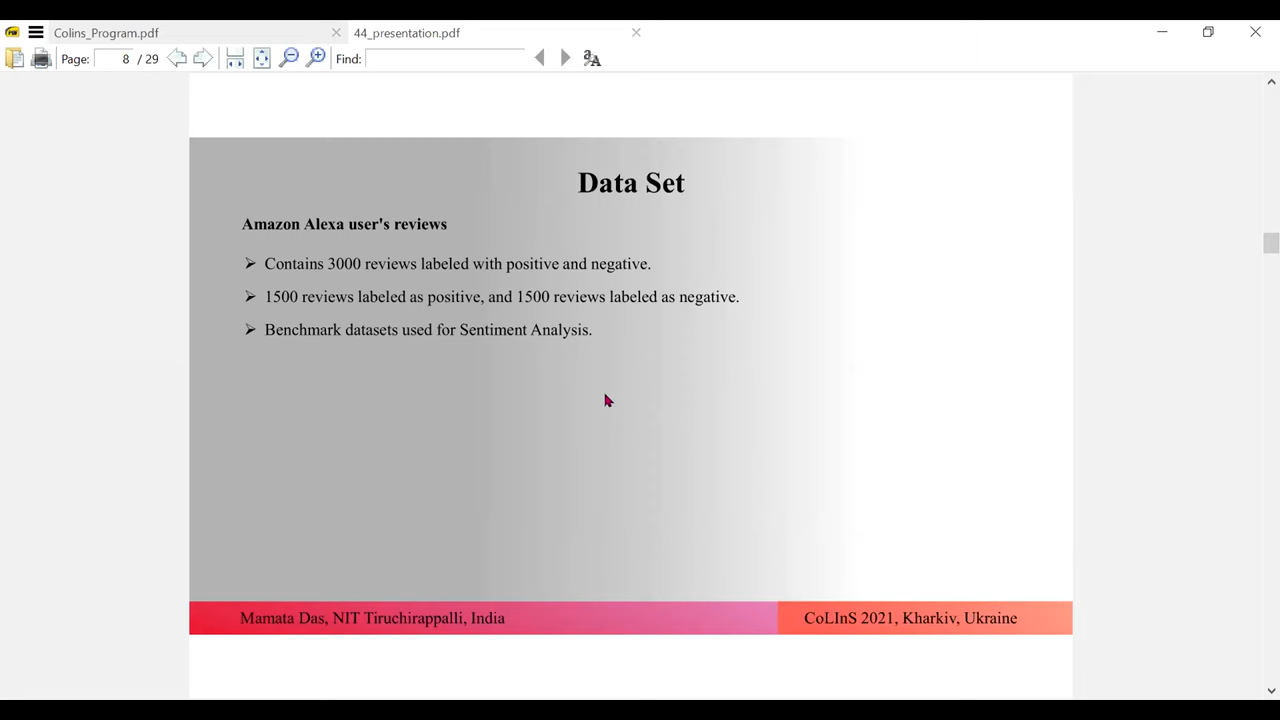 Colins_Program.pdf
44_presentation.pdf
Page: 8 / 29 Find:
Data Set
Amazon Alexa user's reviews
➢ Contains 3000 reviews labeled with positive and negative.
➢ 1500 reviews labeled as positive, and 1500 reviews labeled as negative.
➢ Benchmark datasets used for Sentiment Analysis.
Mamata Das, NIT Tiruchirappalli, India
CoLInS 2021, Kharkiv, Ukraine